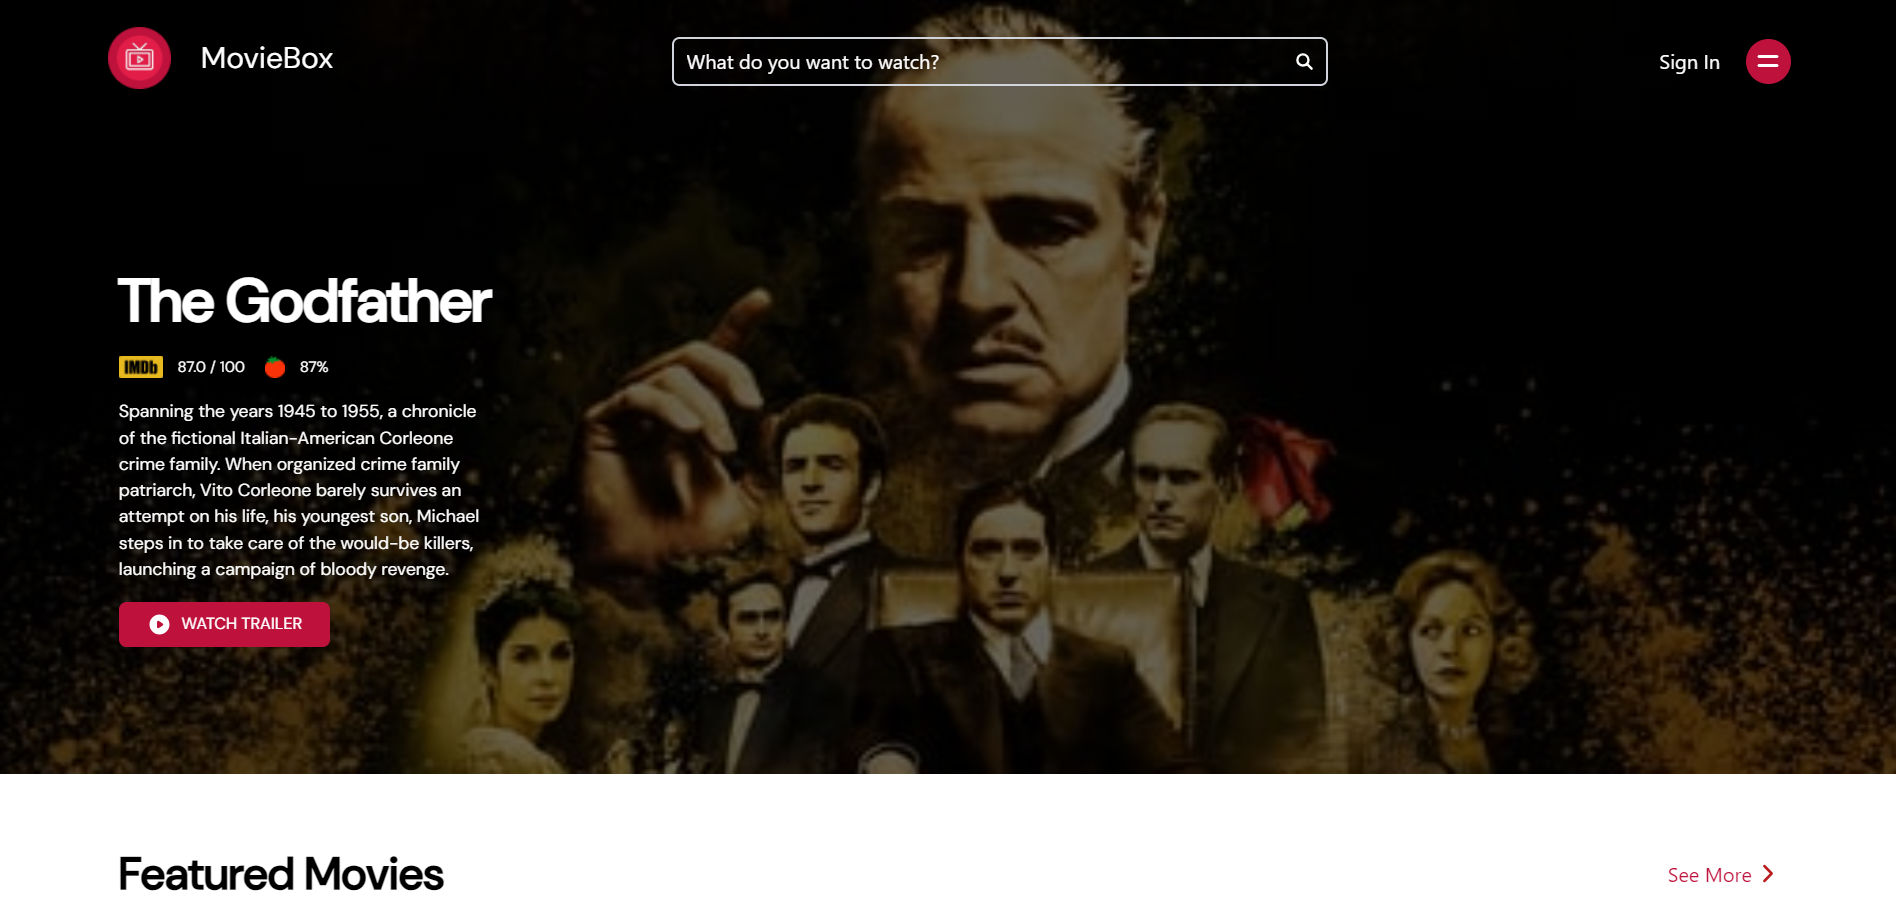 MovieBox
What do you want to watch?
Sign In
The Godfather
IMDb 87.0 / 100 87%
Spanning the years 1945 to 1955, a chronicle
of the fictional Italian-American Corleone
crime family. When organized crime family
patriarch, Vito Corleone barely survives an
attempt on his life, his youngest son, Michael
steps in to take care of the would-be killers,
launching a campaign of bloody revenge.
WATCH TRAILER
Featured Movies
See More